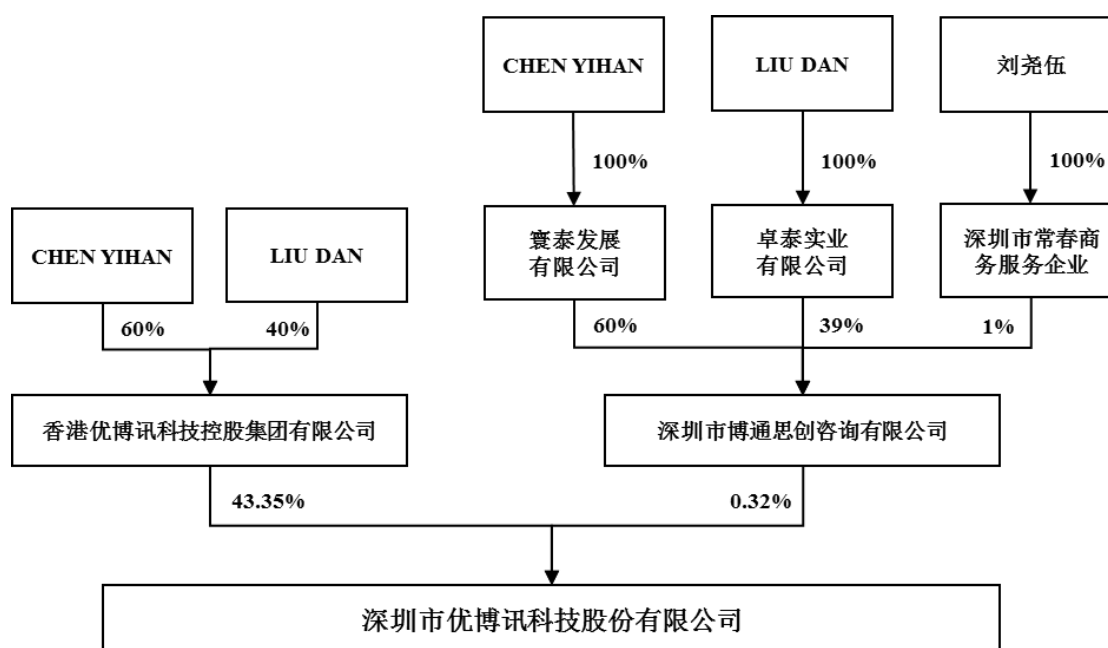 CHEN YIHAN
LIU DAN
刘尧伍
100%
100%
100%
CHEN YIHAN
LIU DAN
寰泰发展
有限公司
卓泰实业
有限公司
深圳市常春商
务服务企业
60%
40%
60%
39%
1%
香港优博讯科技控股集团有限公司
深圳市博通思创咨询有限公司
43.35%
0.32%
深圳市优博讯科技股份有限公司